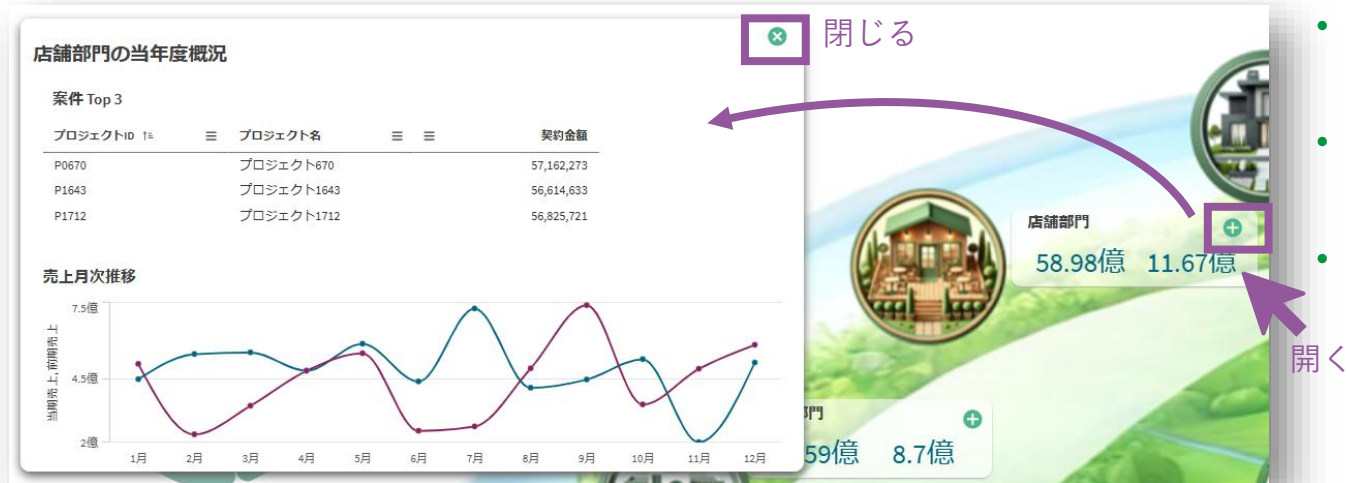 閉じる
店舗部門の当年度概況
案件 Top 3
プロジェクトID プロジェクト名 契約金額
P0670 プロジェクト670 57,162,273
P1643 プロジェクト1643 56,614,633
P1712 プロジェクト1712 56,825,721
店舗部門
58.98億 11.67億
売上月次推移
7.5億
4.5億
2億
当期売上,前期売上
1月 2月 3月 4月 5月 6月 7月 8月 9月 10月 11月 12月
開く
部門
59億 8.7億